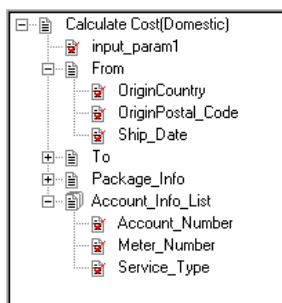 Calculate Cost(Domestic)
input_param1
From
OriginCountry
OriginPostal_Code
Ship_Date
To
Package_Info
Account_Info_List
Account_Number
Meter_Number
Service_Type